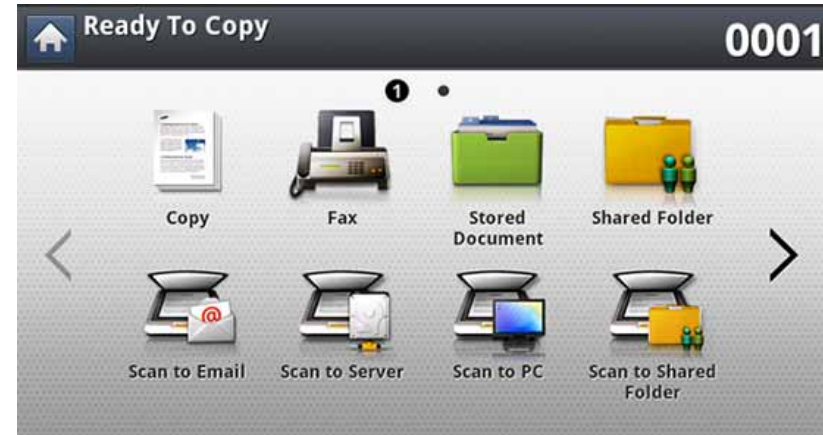 Ready To Copy
0001
1
Copy
Fax
Stored
Document
Shared Folder
@
Scan to Email
Scan to Server
Scan to PC
Scan to Shared
Folder